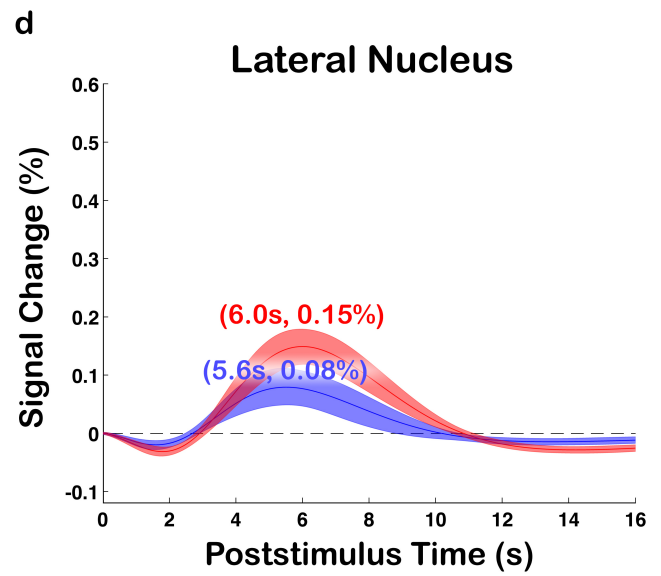 d
Lateral Nucleus
0.6
0.5
0.4
0.3
0.2
0.1
0
-0.1
Signal Change (%)
(6.0s, 0.15%)
(5.6s, 0.08%)
0 2 4 6 8 10 12 14 16
Poststimulus Time (s)